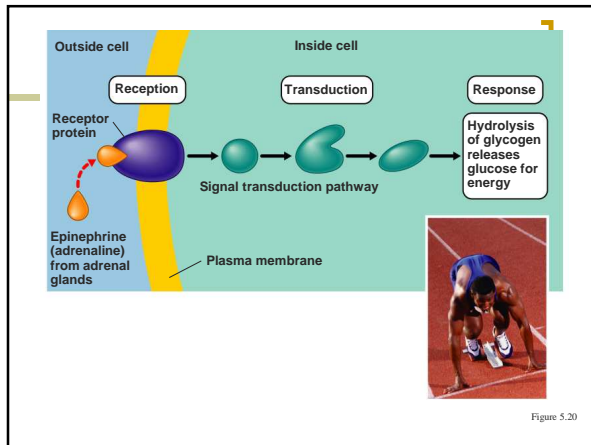 Outside cell
Inside cell
Reception
Transduction
Response
Receptor
protein
Hydrolysis
of glycogen
releases
glucose for
energy
Signal transduction pathway
Epinephrine
(adrenaline)
from adrenal
glands
Plasma membrane
Figure 5.20